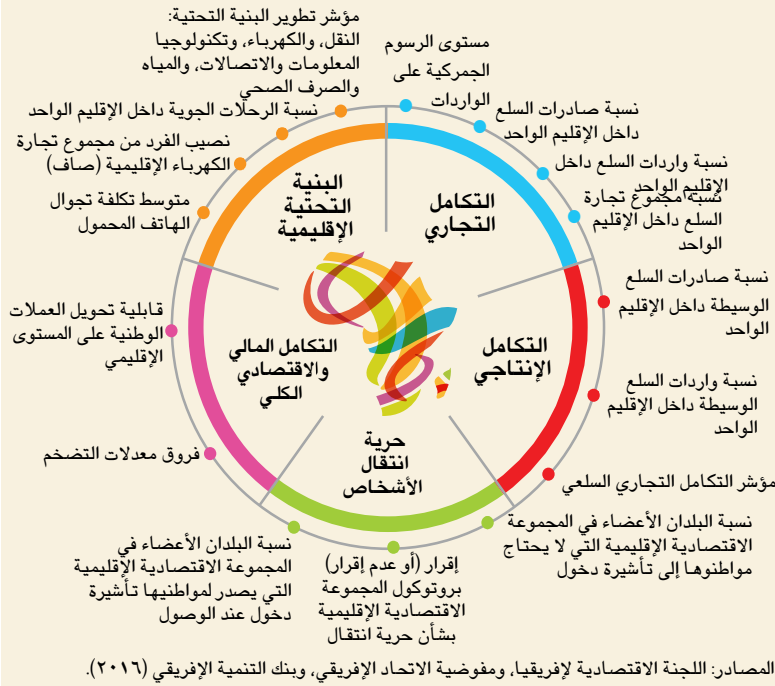 مؤشر تطوير البنية التحتية:
النقل، والكهرباء، وتكنولوجيا
المعلومات والاتصالات، والمياه
والصرف الصحي
نسبة الرحلات الجوية داخل الإقليم الواحد
نصيب الفرد من مجموع تجارة
الكهرباء الإقليمية (صاف)
متوسط تكلفة تجوال
الهاتف المحمول
البنية
التحتية
الإقليمية
مستوى الرسوم
الجمركية على
الواردات
نسبة صادرات السلع
داخل الإقليم الواحد
نسبة واردات السلع داخل
الإقليم الواحد
نسبة مجموع تجارة
السلع داخل الإقليم
الواحد
التكامل
التجاري
نسبة صادرات السلع
الوسيطة داخل الإقليم
الواحد
نسبة واردات السلع
الوسيطة داخل الإقليم
الواحد
مؤشر التكامل التجاري السلعي
التكامل
الإنتاجي
نسبة البلدان الأعضاء في المجموعة
الاقتصادية الإقليمية التي لا يحتاج
مواطنوها إلى تأشيرة دخول
إقرار (أو عدم إقرار)
بروتوكول المجموعة
الاقتصادية الإقليمية
بشأن حرية انتقال
نسبة البلدان الأعضاء في
المجموعة الاقتصادية الإقليمية
التي يصدر لمواطنيها تأشيرة
دخول عند الوصول
حرية
انتقال
الأشخاص
قابلية تحويل العملات
الوطنية على المستوى
الإقليمي
فروق معدلات التضخم
التكامل المالي
والاقتصادي
الكلي
المصادر: اللجنة الاقتصادية لإفريقيا، ومفوضية الاتحاد الإفريقي، وبنك التنمية الإفريقي (٢٠١٦).